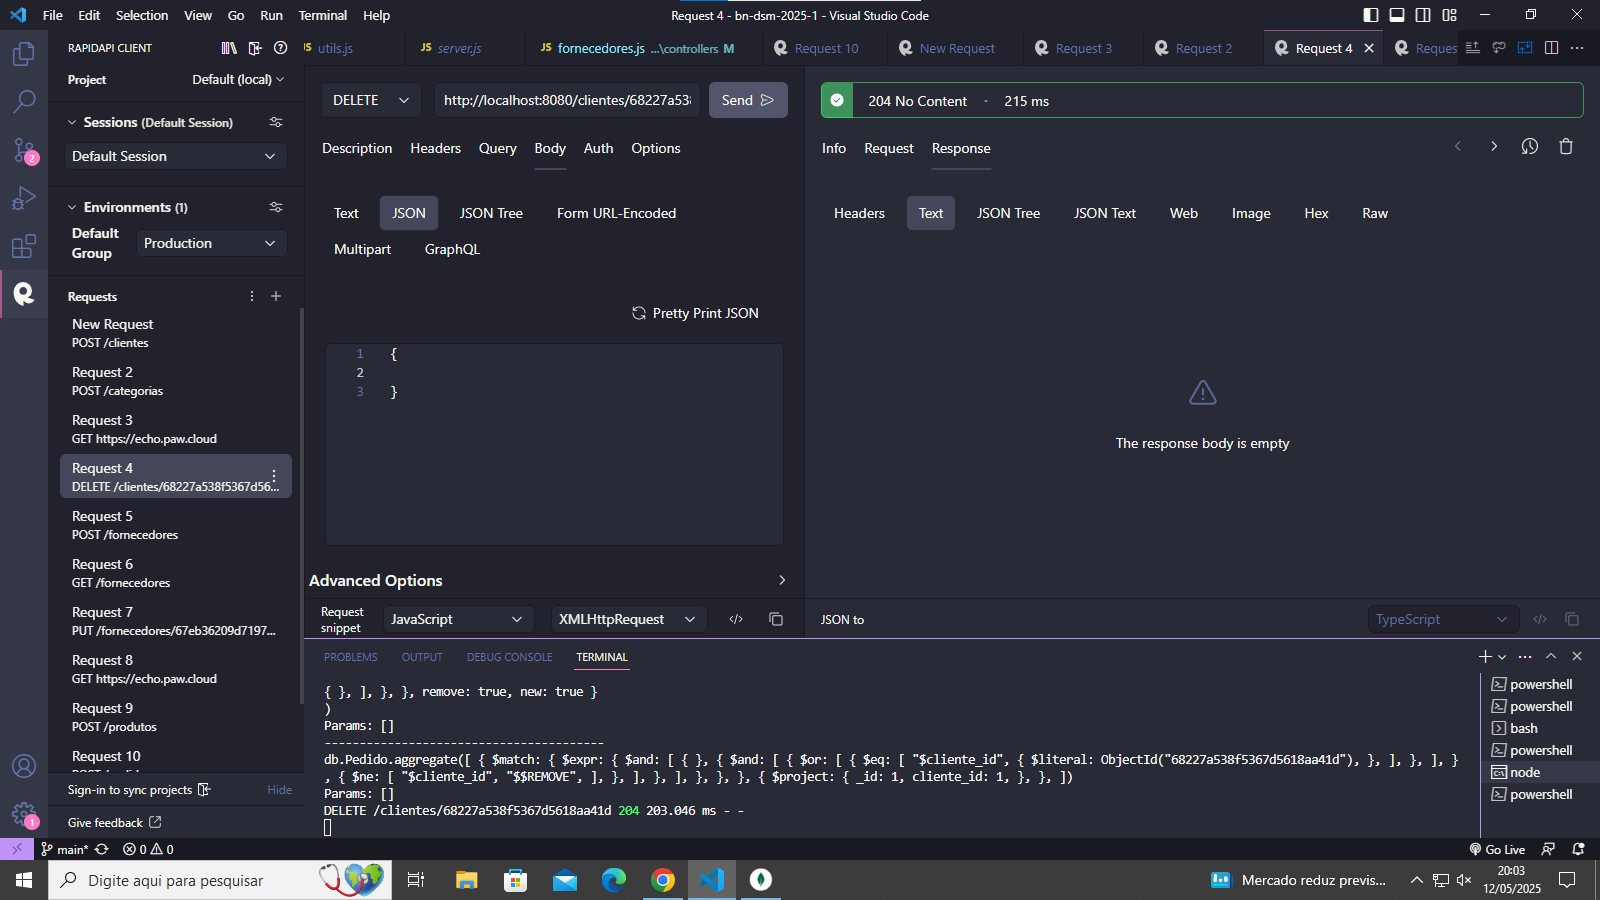 File Edit Selection View Go Run Terminal Help
Request 4 - bn-dsm-2025-1 - Visual Studio Code
RAPIDAPI CLIENT
JS utils.js
JS server.js
JS fornecedores.js ...\controllers M
Request 10
New Request
Request 3
Request 2
Request 4
Reques
Project Default (local)
Sessions (Default Session)
Default Session
Environments (1)
Default
Group
Production
Requests
New Request
POST /clientes
Request 2
POST /categorias
Request 3
GET https://echo.paw.cloud
Request 4
DELETE /clientes/68227a538f5367d56...
Request 5
POST /fornecedores
Request 6
GET /fornecedores
Request 7
PUT /fornecedores/67eb36209d7197...
Request 8
GET https://echo.paw.cloud
Request 9
POST /produtos
Request 10
Sign-in to sync projects Hide
Give feedback
2
1
DELETE http://localhost:8080/clientes/68227a53 Send
Description Headers Query Body Auth Options
Text JSON JSON Tree Form URL-Encoded
Multipart GraphQL
Pretty Print JSON
1 {
2
3 }
Advanced Options
Request
snippet
JavaScript XMLHttpRequest
204 No Content - 215 ms
Info Request Response
Headers Text JSON Tree JSON Text Web Image Hex Raw
The response body is empty
JSON to TypeScript
PROBLEMS OUTPUT DEBUG CONSOLE TERMINAL
{ }, ], }, }, remove: true, new: true }
)
Params: []
----------------------------------------
db.Pedido.aggregate([ { $match: { $expr: { $and: [ { }, { $and: [ { $or: [ { $eq: [ "$cliente_id", { $literal: ObjectId("68227a538f5367d5618aa41d"), }, ], }, ], }
, { $ne: [ "$cliente_id", "$$REMOVE", ], }, ], }, ], }, }, }, { $project: { _id: 1, cliente_id: 1, }, }, ])
Params: []
DELETE /clientes/68227a538f5367d5618aa41d 204 203.046 ms - -
powershell
powershell
bash
powershell
node
powershell
main* 0 0 Go Live
Digite aqui para pesquisar
Mercado reduz previs...
20:03
12/05/2025